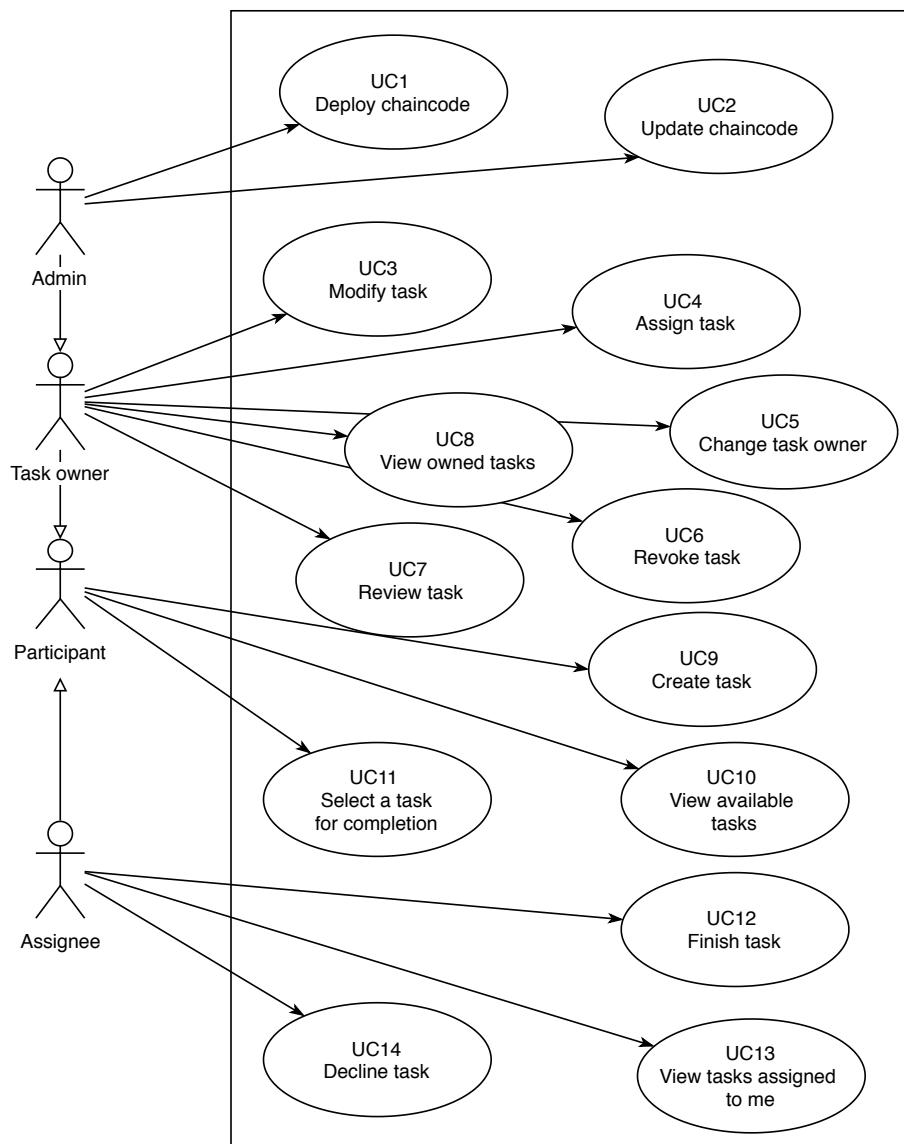 UC1
Deploy chaincode
UC2
Update chaincode
Admin
UC3
Modify task
UC4
Assign task
UC8
View owned tasks
UC5
Change task owner
Task owner
UC6
Revoke task
UC7
Review task
Participant
UC9
Create task
UC11
Select a task
for completion
UC10
View available
tasks
Assignee
UC12
Finish task
UC14
Decline task
UC13
View tasks assigned
to me